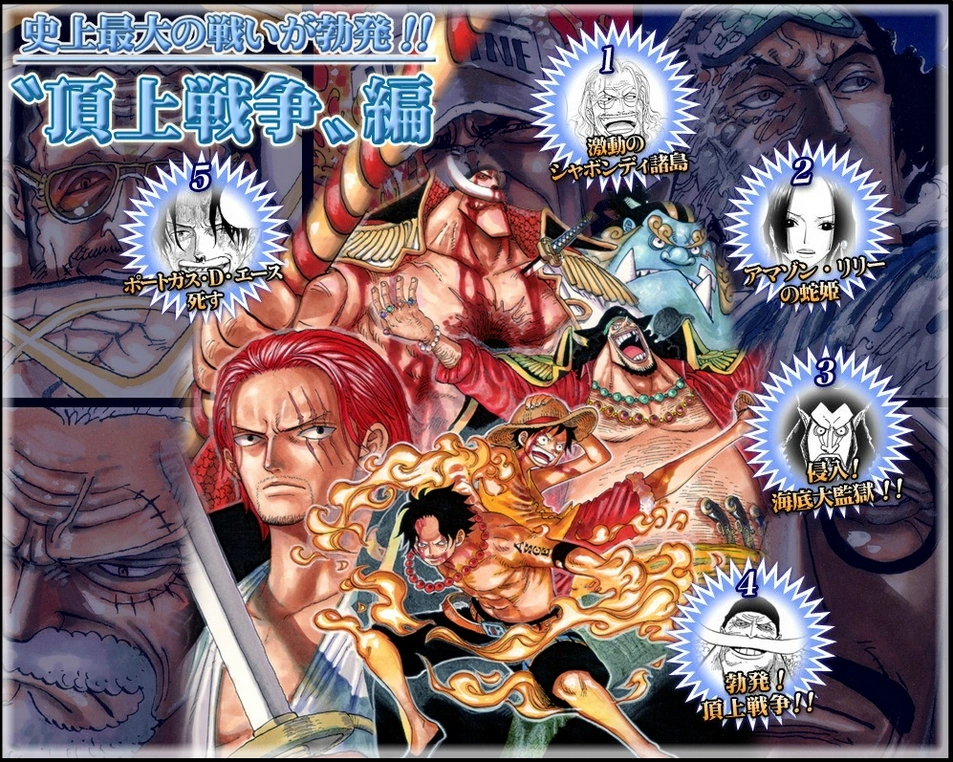 史上最大の戦いが勃発!!
〝頂上戦争〟編
1
激動の
シャボンディ諸島
2
アマゾン・リリー
の蛇姫
3
侵入!
海底大監獄!!
4
勃発!
頂上戦争!!
5
ポートガス・D・エース
死す
ASCE